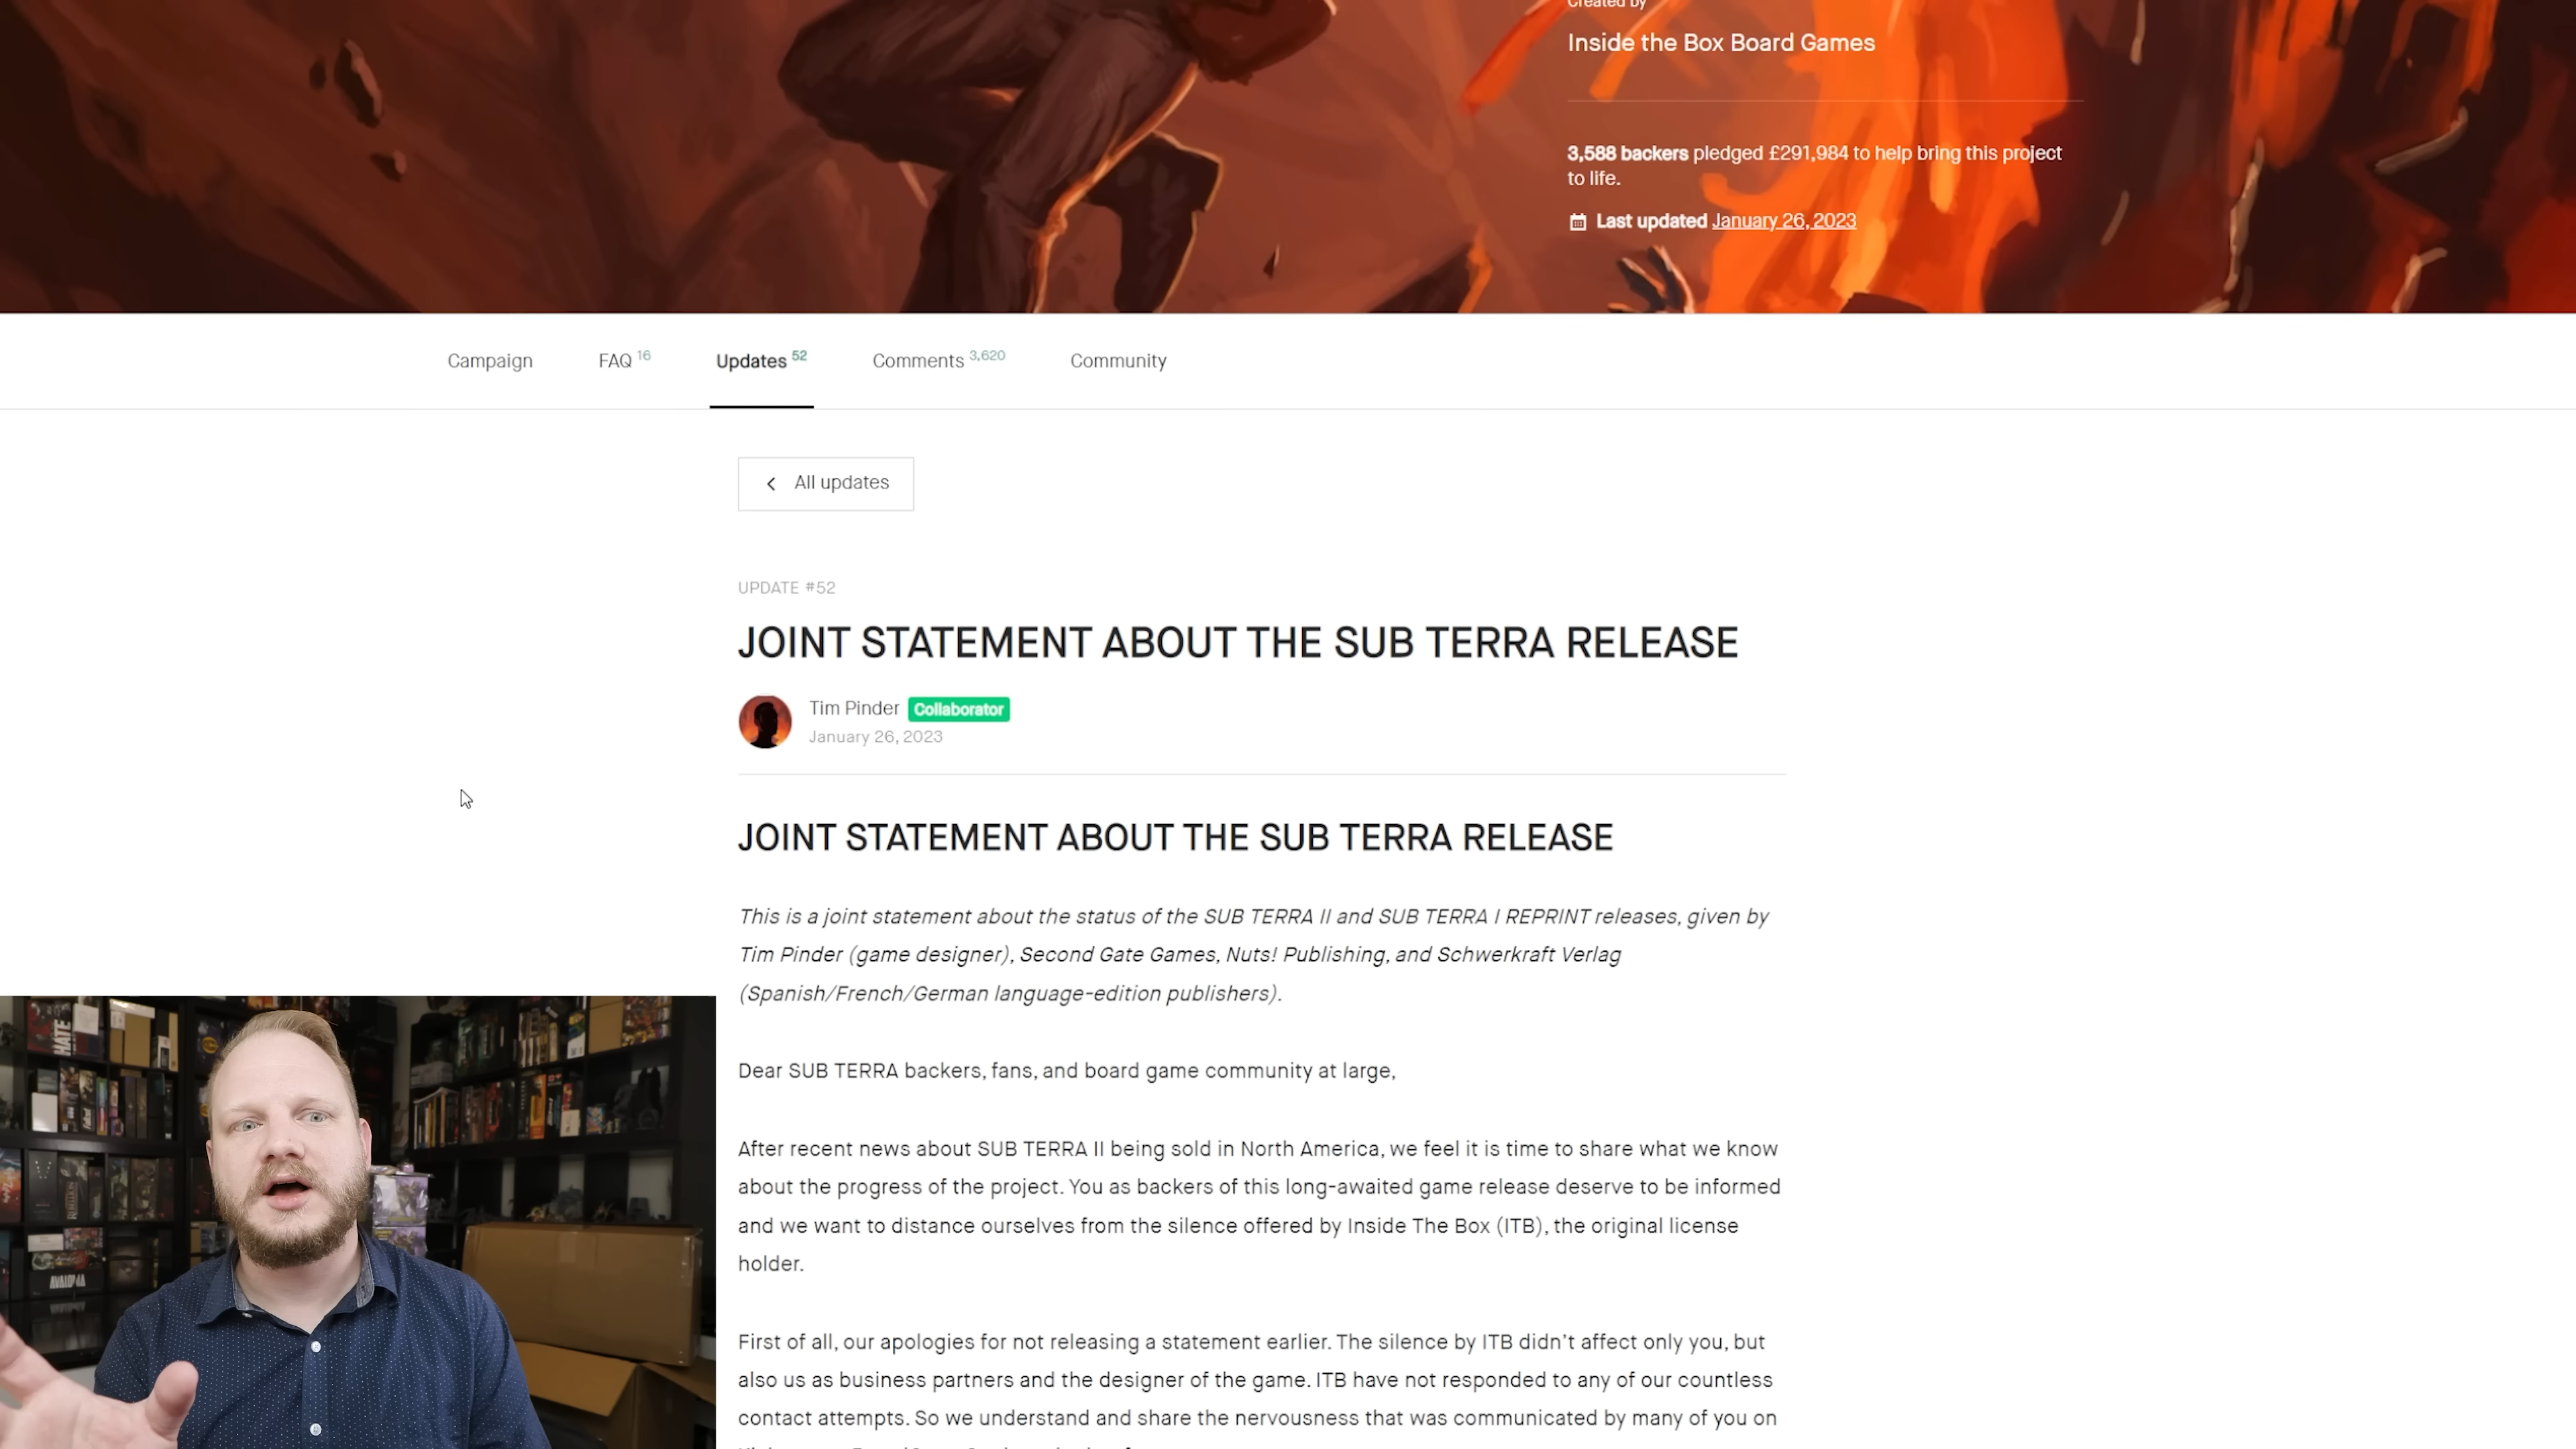 Created by
Inside the Box Board Games
3,588 backers pledged £291,984 to help bring this project
to life.
Last updated January 26, 2023
Campaign FAQ 16 Updates 52 Comments 3,620 Community
All updates
UPDATE #52
JOINT STATEMENT ABOUT THE SUB TERRA RELEASE
Tim Pinder Collaborator
January 26, 2023
JOINT STATEMENT ABOUT THE SUB TERRA RELEASE
This is a joint statement about the status of the SUB TERRA II and SUB TERRA I REPRINT releases, given by
Tim Pinder (game designer), Second Gate Games, Nuts! Publishing, and Schwerkraft Verlag
(Spanish/French/German language-edition publishers).
Dear SUB TERRA backers, fans, and board game community at large,
After recent news about SUB TERRA II being sold in North America, we feel it is time to share what we know
about the progress of the project. You as backers of this long-awaited game release deserve to be informed
and we want to distance ourselves from the silence offered by Inside The Box (ITB), the original license
holder.
First of all, our apologies for not releasing a statement earlier. The silence by ITB didn't affect only you, but
also us as business partners and the designer of the game. ITB have not responded to any of our countless
contact attempts. So we understand and share the nervousness that was communicated by many of you on
HATE